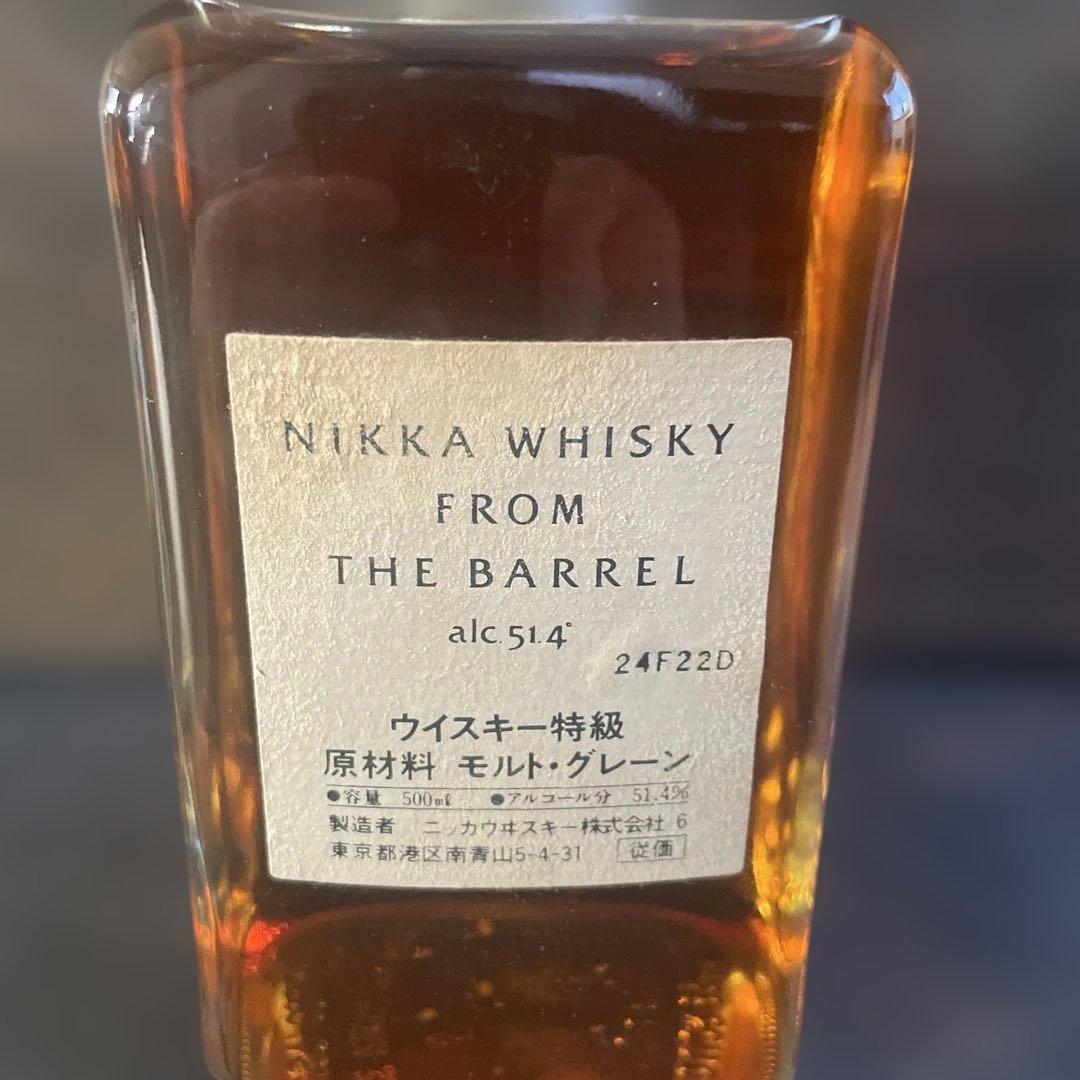 NIKKA WHISKY
FROM
THE BARREL
alc. 51.4°
24F22D
ウイスキー特級
原材料 モルト・グレーン
●容量 500ml ●アルコール分 51.4%
製造者 ニッカウヰスキー株式会社 6
東京都港区南青山5-4-31 従価